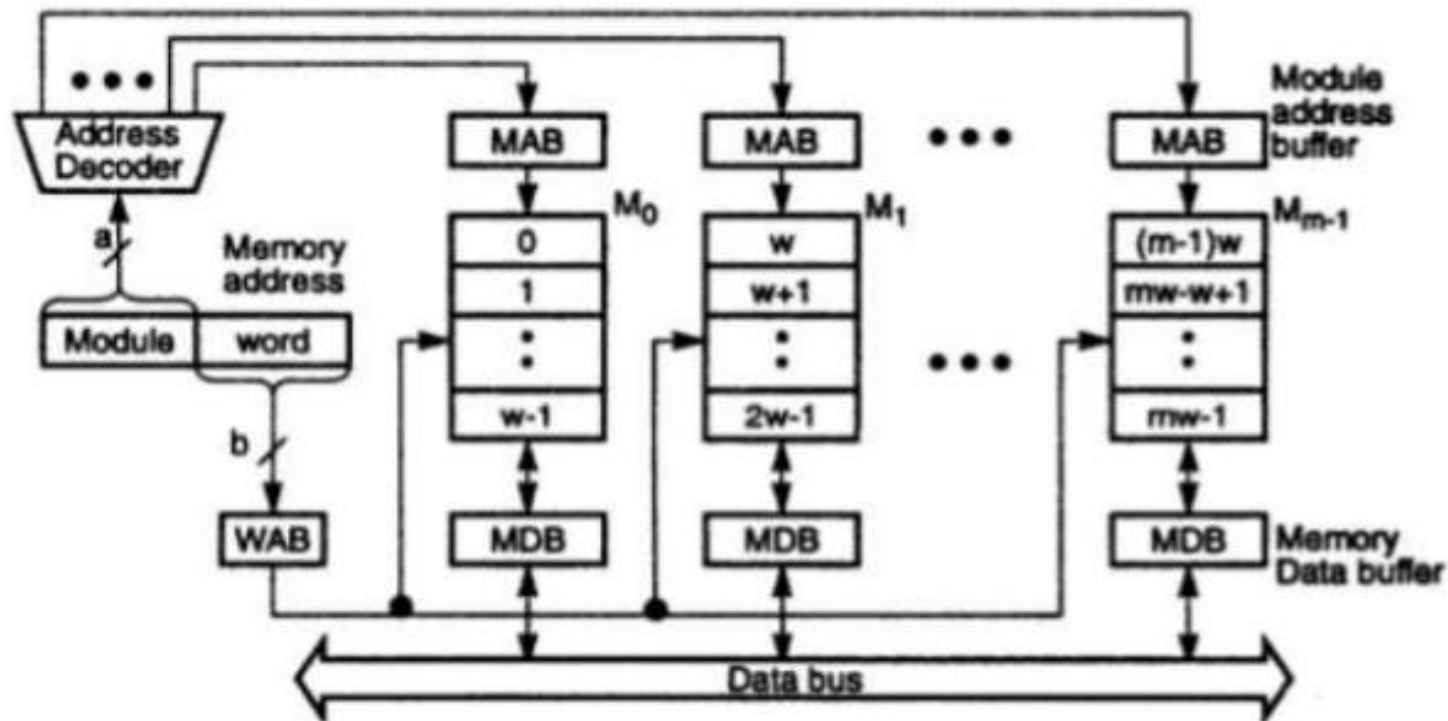 Address
Decoder
MAB
MAB
MAB
Module
address
buffer
a
Memory
address
Module
word
b
WAB
M0
0
1
w-1
M1
w
w+1
2w-1
Mm-1
(m-1)w
mw-w+1
mw-1
MDB
MDB
MDB
Memory
Data buffer
Data bus